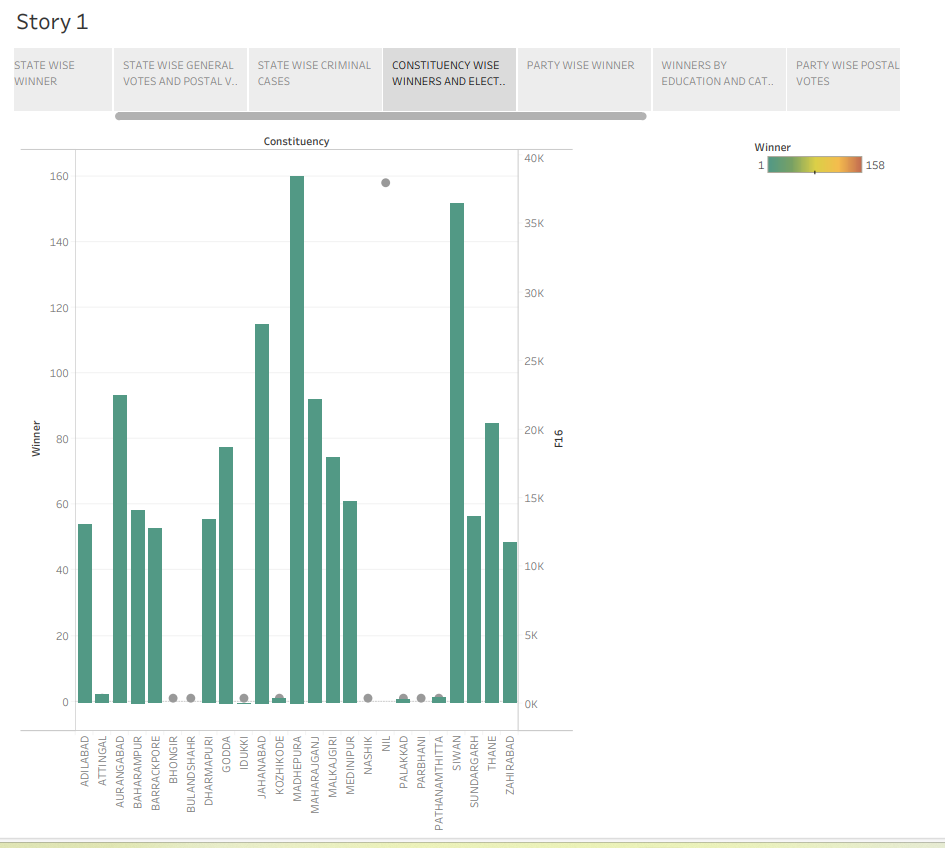 Story 1
STATE WISE
WINNER
STATE WISE GENERAL
VOTES AND POSTAL V..
STATE WISE CRIMINAL
CASES
CONSTITUENCY WISE
WINNERS AND ELECT..
PARTY WISE WINNER
WINNERS BY
EDUCATION AND CAT..
PARTY WISE POSTAL
VOTES
Constituency
Winner
1
158
160
140
120
100
80
60
40
20
0
Winner
40K
35K
30K
25K
20K
15K
10K
5K
0K
F16
ADILABAD
ATTINGAL
AURANGABAD
BAHARAMPUR
BARRACKPORE
BHONGIR
BULANDSHAHR
DHARMAPURI
GODDA
IDUKKI
JAHANABAD
KOZHIKODE
MADHEPURA
MAHARAJGANJ
MALKAJGIRI
MEDINIPUR
NASHIK
NIL
PALAKKAD
PARBHANI
PATHANAMTHITTA
SIWAN
SUNDARGARH
THANE
ZAHIRABAD